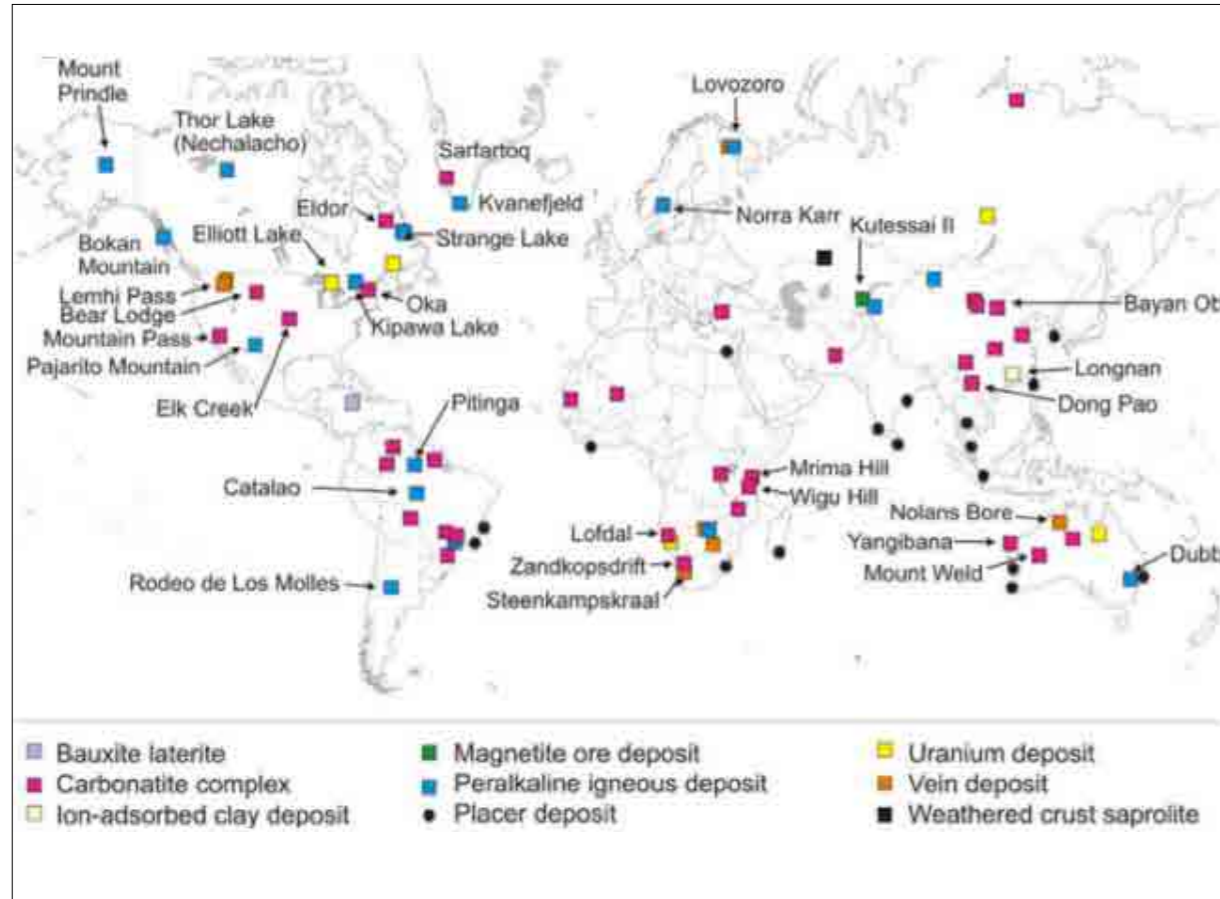 Mount
Prindle
Thor Lake
(Nechalacho)
Lovozoro
Sarfartoq
Kvanefjeld
Eldor
Norra Karr
Kutessai II
Elliott Lake
Strange Lake
Bokan
Mountain
Lemhi Pass
Oka
Bear Lodge
Kipawa Lake
Bayan Ob
Mountain Pass
Pajarito Mountain
Longnan
Elk Creek
Pitinga
Dong Pao
Mrima Hill
Catalao
Wigu Hill
Nolans Bore
Lofdal
Yangibana
Zandkopsdrift
Mount Weld
Dubb
Rodeo de Los Molles
Steenkampskraal
Bauxite laterite
Carbonatite complex
Ion-adsorbed clay deposit
Magnetite ore deposit
Peralkaline igneous deposit
Placer deposit
Uranium deposit
Vein deposit
Weathered crust saprolite